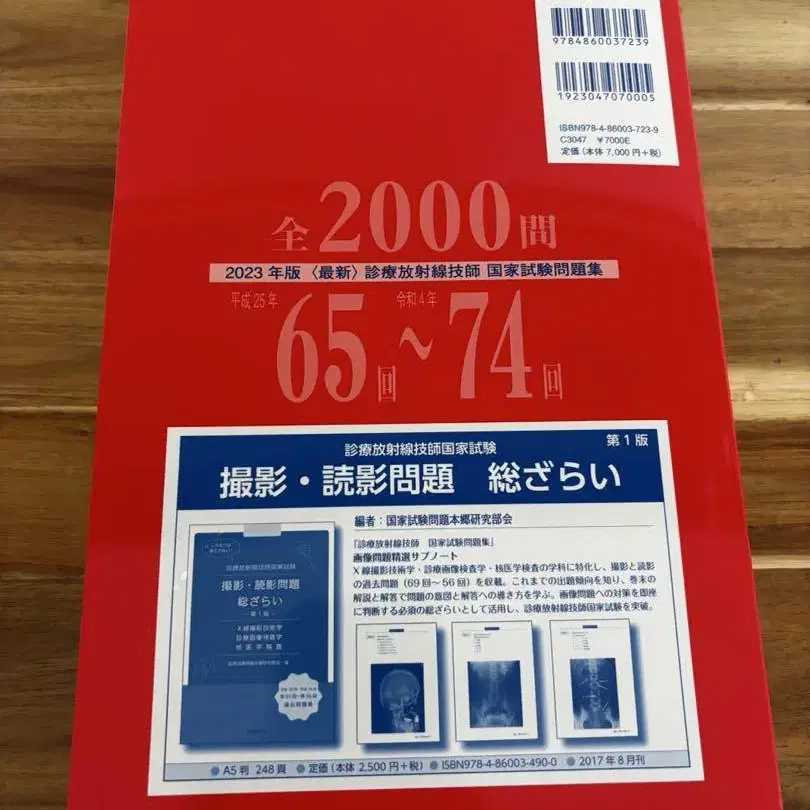 9784860037239
1923047070005
ISBN978-4-86003-723-9
C3047 ¥7000E
定価（本体 7,000 円＋税）
全2000問
2023 年版〈最新〉診療放射線技師 国家試験問題集
平成25年 令和4年
65回～74回
第1版
診療放射線技師国家試験
撮影・読影問題 総ざらい
編者：国家試験問題本郷研究部会
『診療放射線技師 国家試験問題集』
画像問題精選サブノート
X線撮影技術学・診療画像検査学・核医学検査の学科に特化し、撮影と読影
の過去問題（69回～56回）を収載。これまでの出題傾向を知り、巻末の
解説と解答で問題の意図と解答への導き方を学ぶ。画像問題への対策を即座
に判断する必須の総ざらいとして活用し、診療放射線技師国家試験を突破。
診療放射線技師国家試験
撮影・読影問題
総ざらい
第1版
X線撮影技術学
診療画像検査学
核医学検査
● A5判 248頁 ● 定価（本体 2,500円＋税） ● ISBN978-4-86003-490-0 ● 2017年8月刊